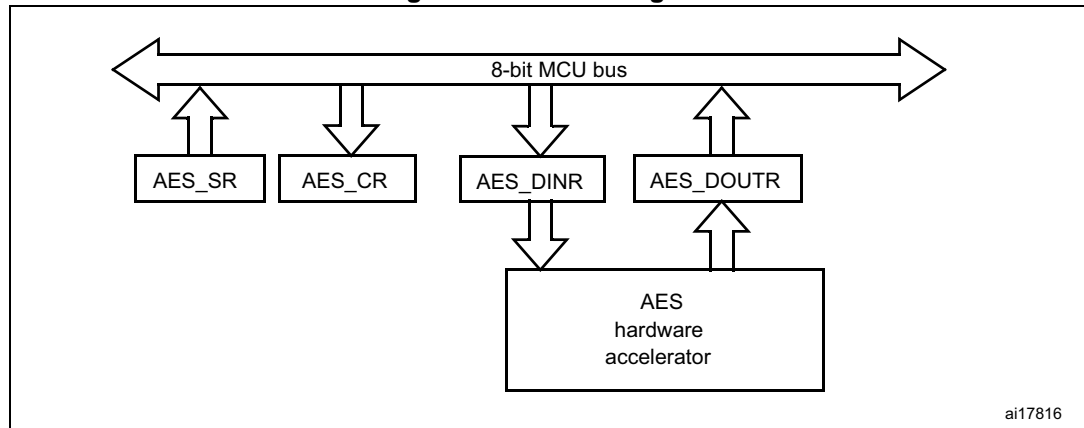 8-bit MCU bus
AES_SR
AES_CR
AES_DINR
AES_DOUTR
AES
hardware
accelerator
ai17816